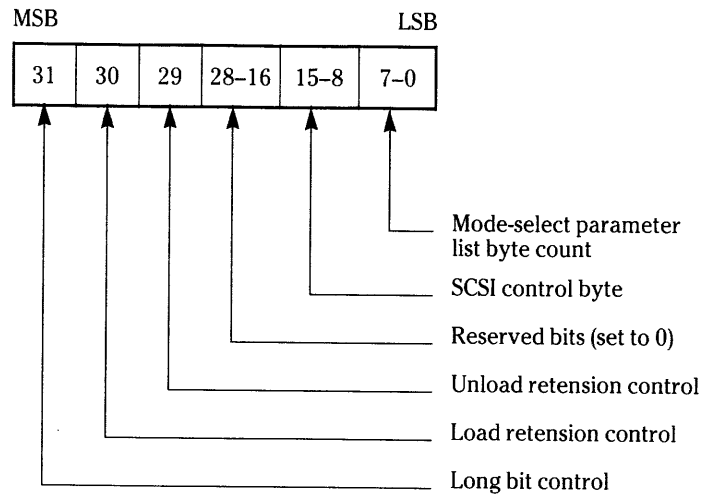 MSB LSB
31 30 29 28–16 15–8 7–0
Mode-select parameter
list byte count
SCSI control byte
Reserved bits (set to 0)
Unload retension control
Load retension control
Long bit control